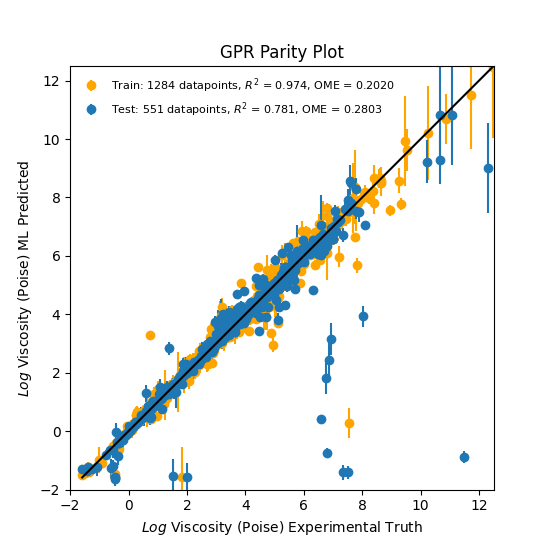 GPR Parity Plot
Train: 1284 datapoints, R² = 0.974, OME = 0.2020
Test: 551 datapoints, R² = 0.781, OME = 0.2803
12
10
8
6
4
2
0
−2
Log Viscosity (Poise) ML Predicted
−2 0 2 4 6 8 10 12
Log Viscosity (Poise) Experimental Truth